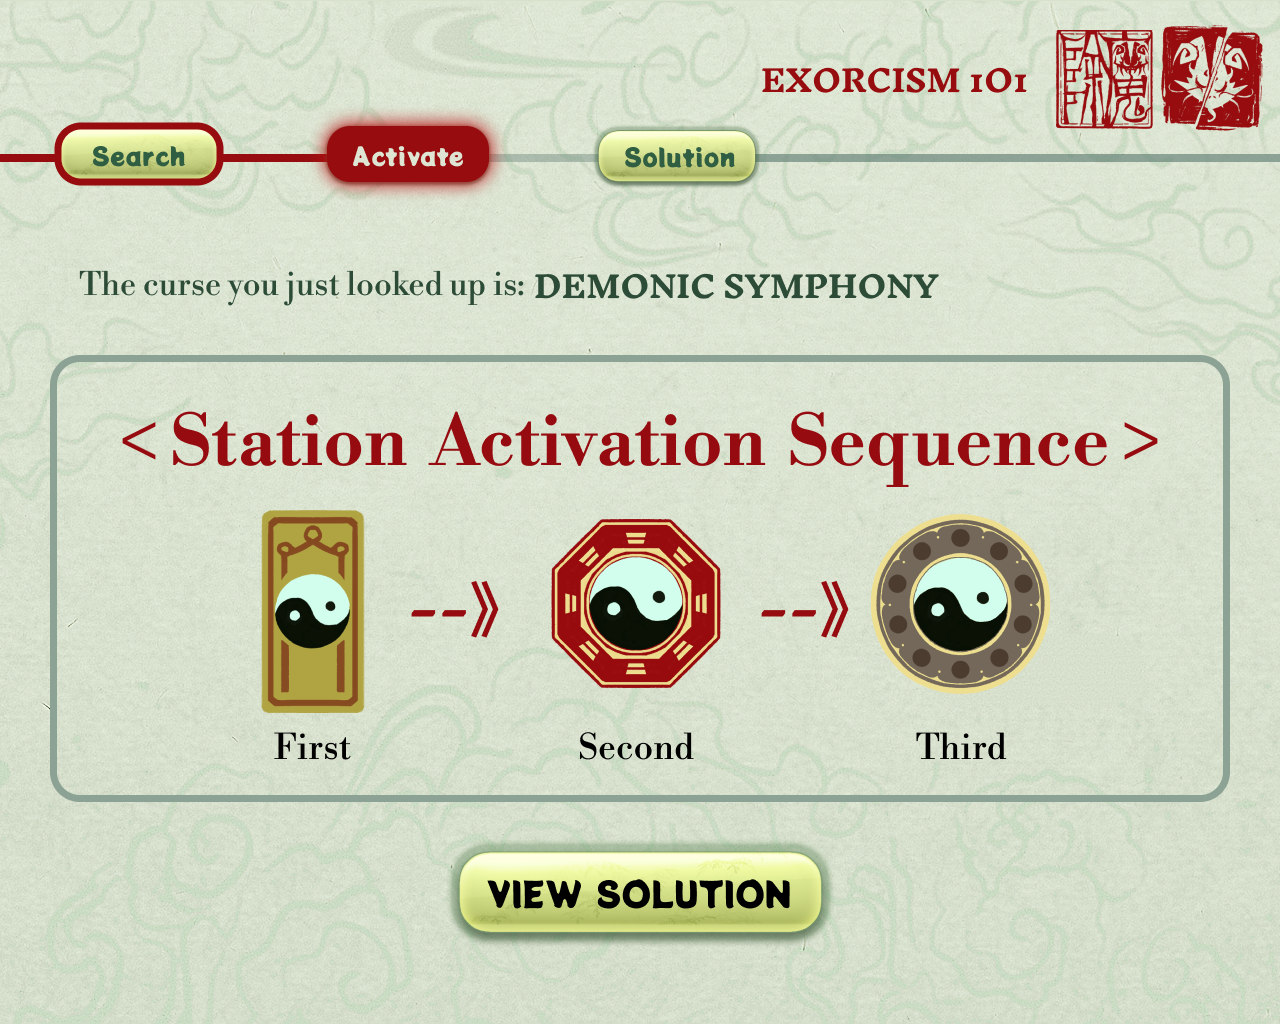 EXORCISM 101
Search
Activate
Solution
The curse you just looked up is: DEMONIC SYMPHONY
< Station Activation Sequence >
First
Second
Third
VIEW SOLUTION